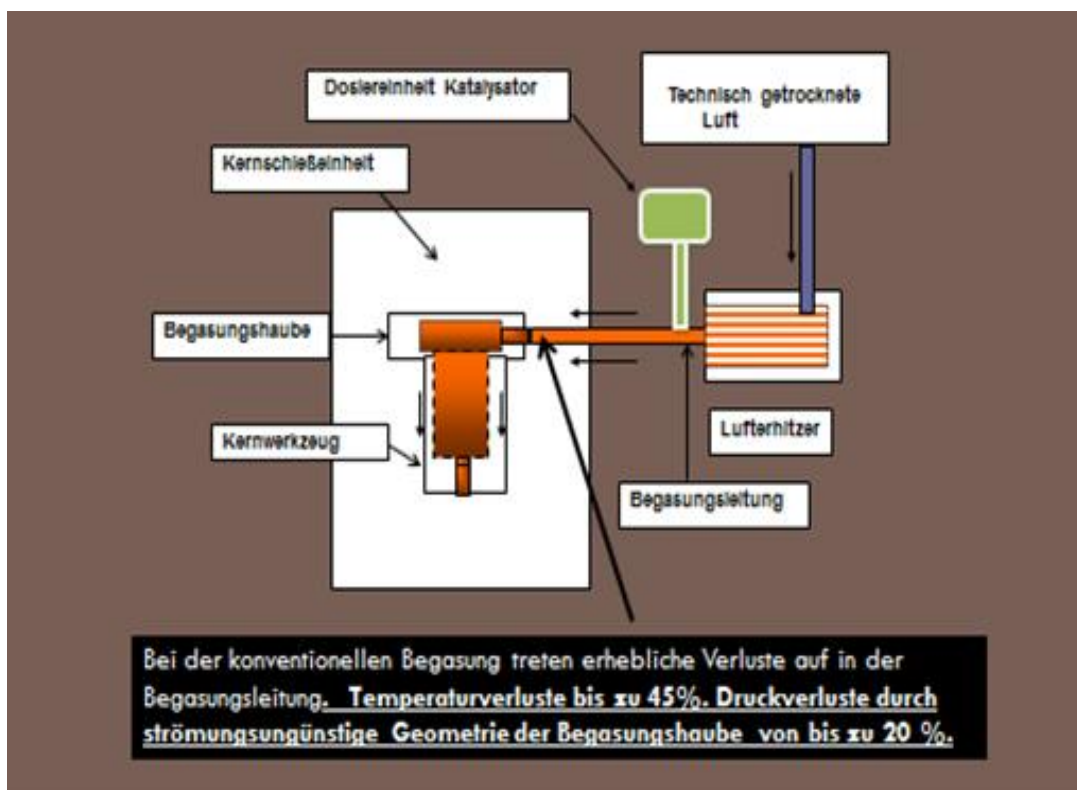 Dosiereinheit Katalysator
Technisch getrocknete
Luft
Kernschießeinheit
Begasungshaube
Kernwerkzeug
Lufterhitzer
Begasungsleitung
Bei der konventionellen Begasung treten erhebliche Verluste auf in der
Begasungsleitung. Temperaturverluste bis zu 45%. Druckverluste durch
strömungsungünstige Geometrie der Begasungshaube von bis zu 20 %.